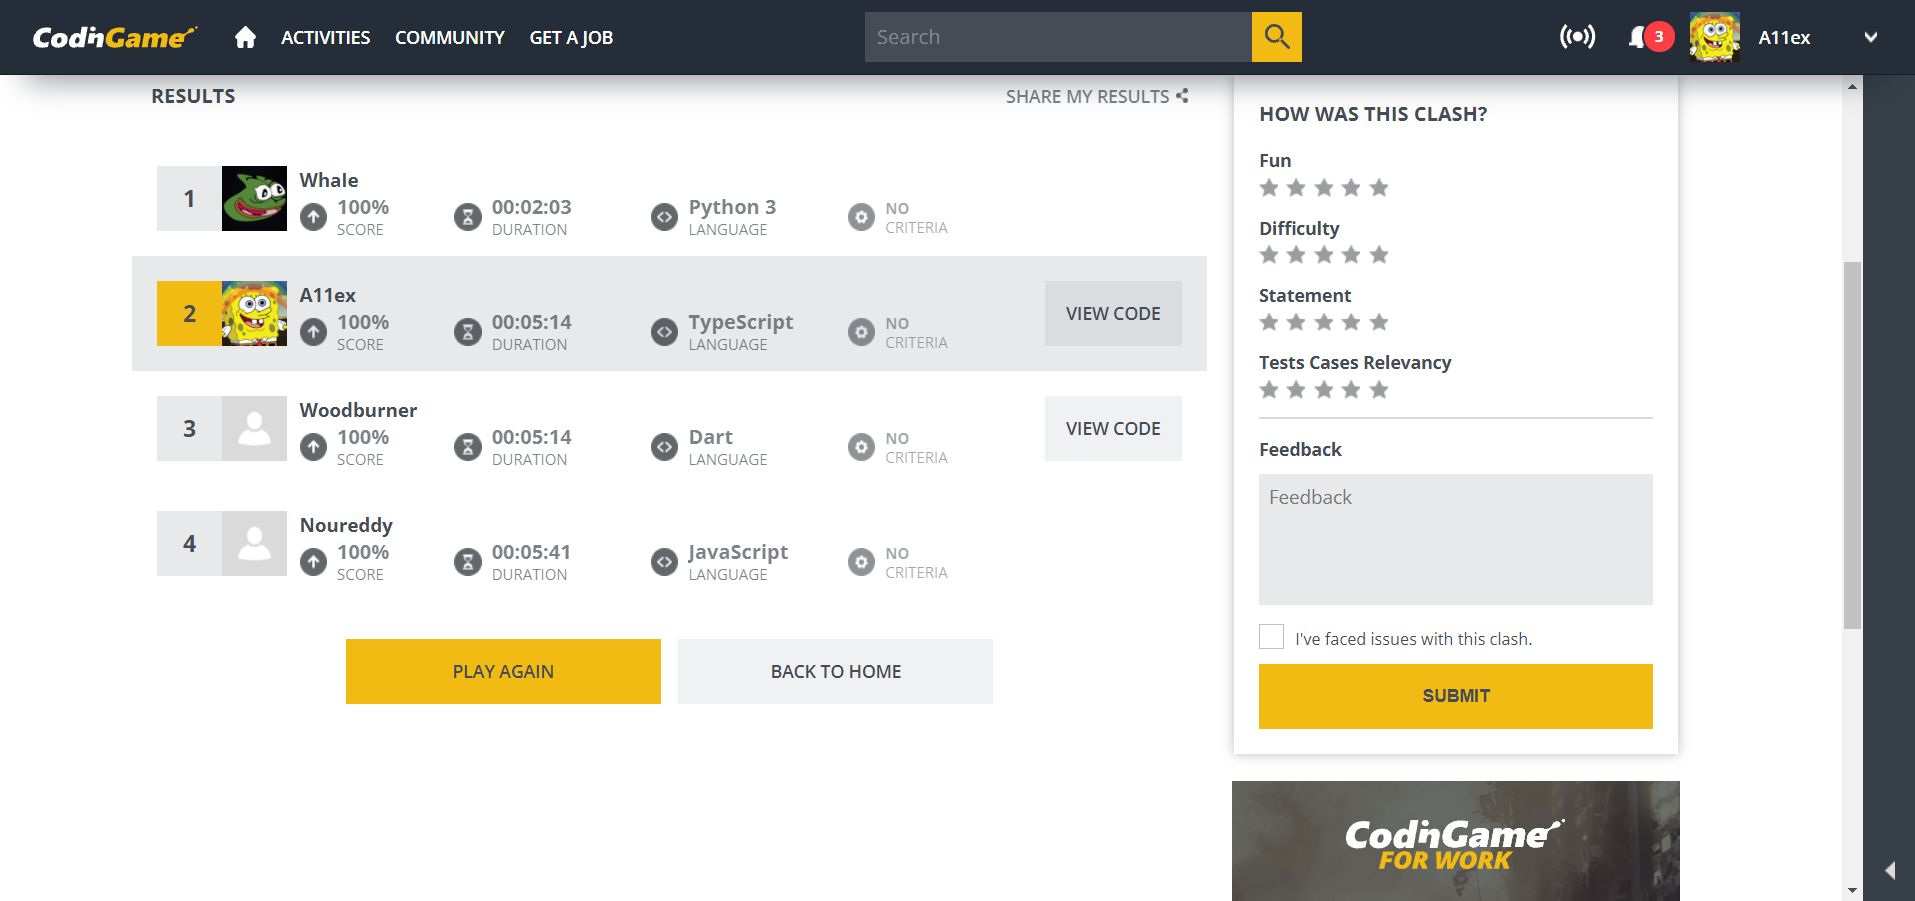 CodinGame
ACTIVITIES COMMUNITY GET A JOB
Search
3
A11ex
RESULTS
SHARE MY RESULTS
1
Whale
100% 00:02:03 Python 3 NO
SCORE DURATION LANGUAGE CRITERIA
2
A11ex
100% 00:05:14 TypeScript NO
SCORE DURATION LANGUAGE CRITERIA
VIEW CODE
3
Woodburner
100% 00:05:14 Dart NO
SCORE DURATION LANGUAGE CRITERIA
VIEW CODE
4
Noureddy
100% 00:05:41 JavaScript NO
SCORE DURATION LANGUAGE CRITERIA
PLAY AGAIN
BACK TO HOME
HOW WAS THIS CLASH?
Fun
Difficulty
Statement
Tests Cases Relevancy
Feedback
Feedback
I've faced issues with this clash.
SUBMIT
CodinGame
FOR WORK